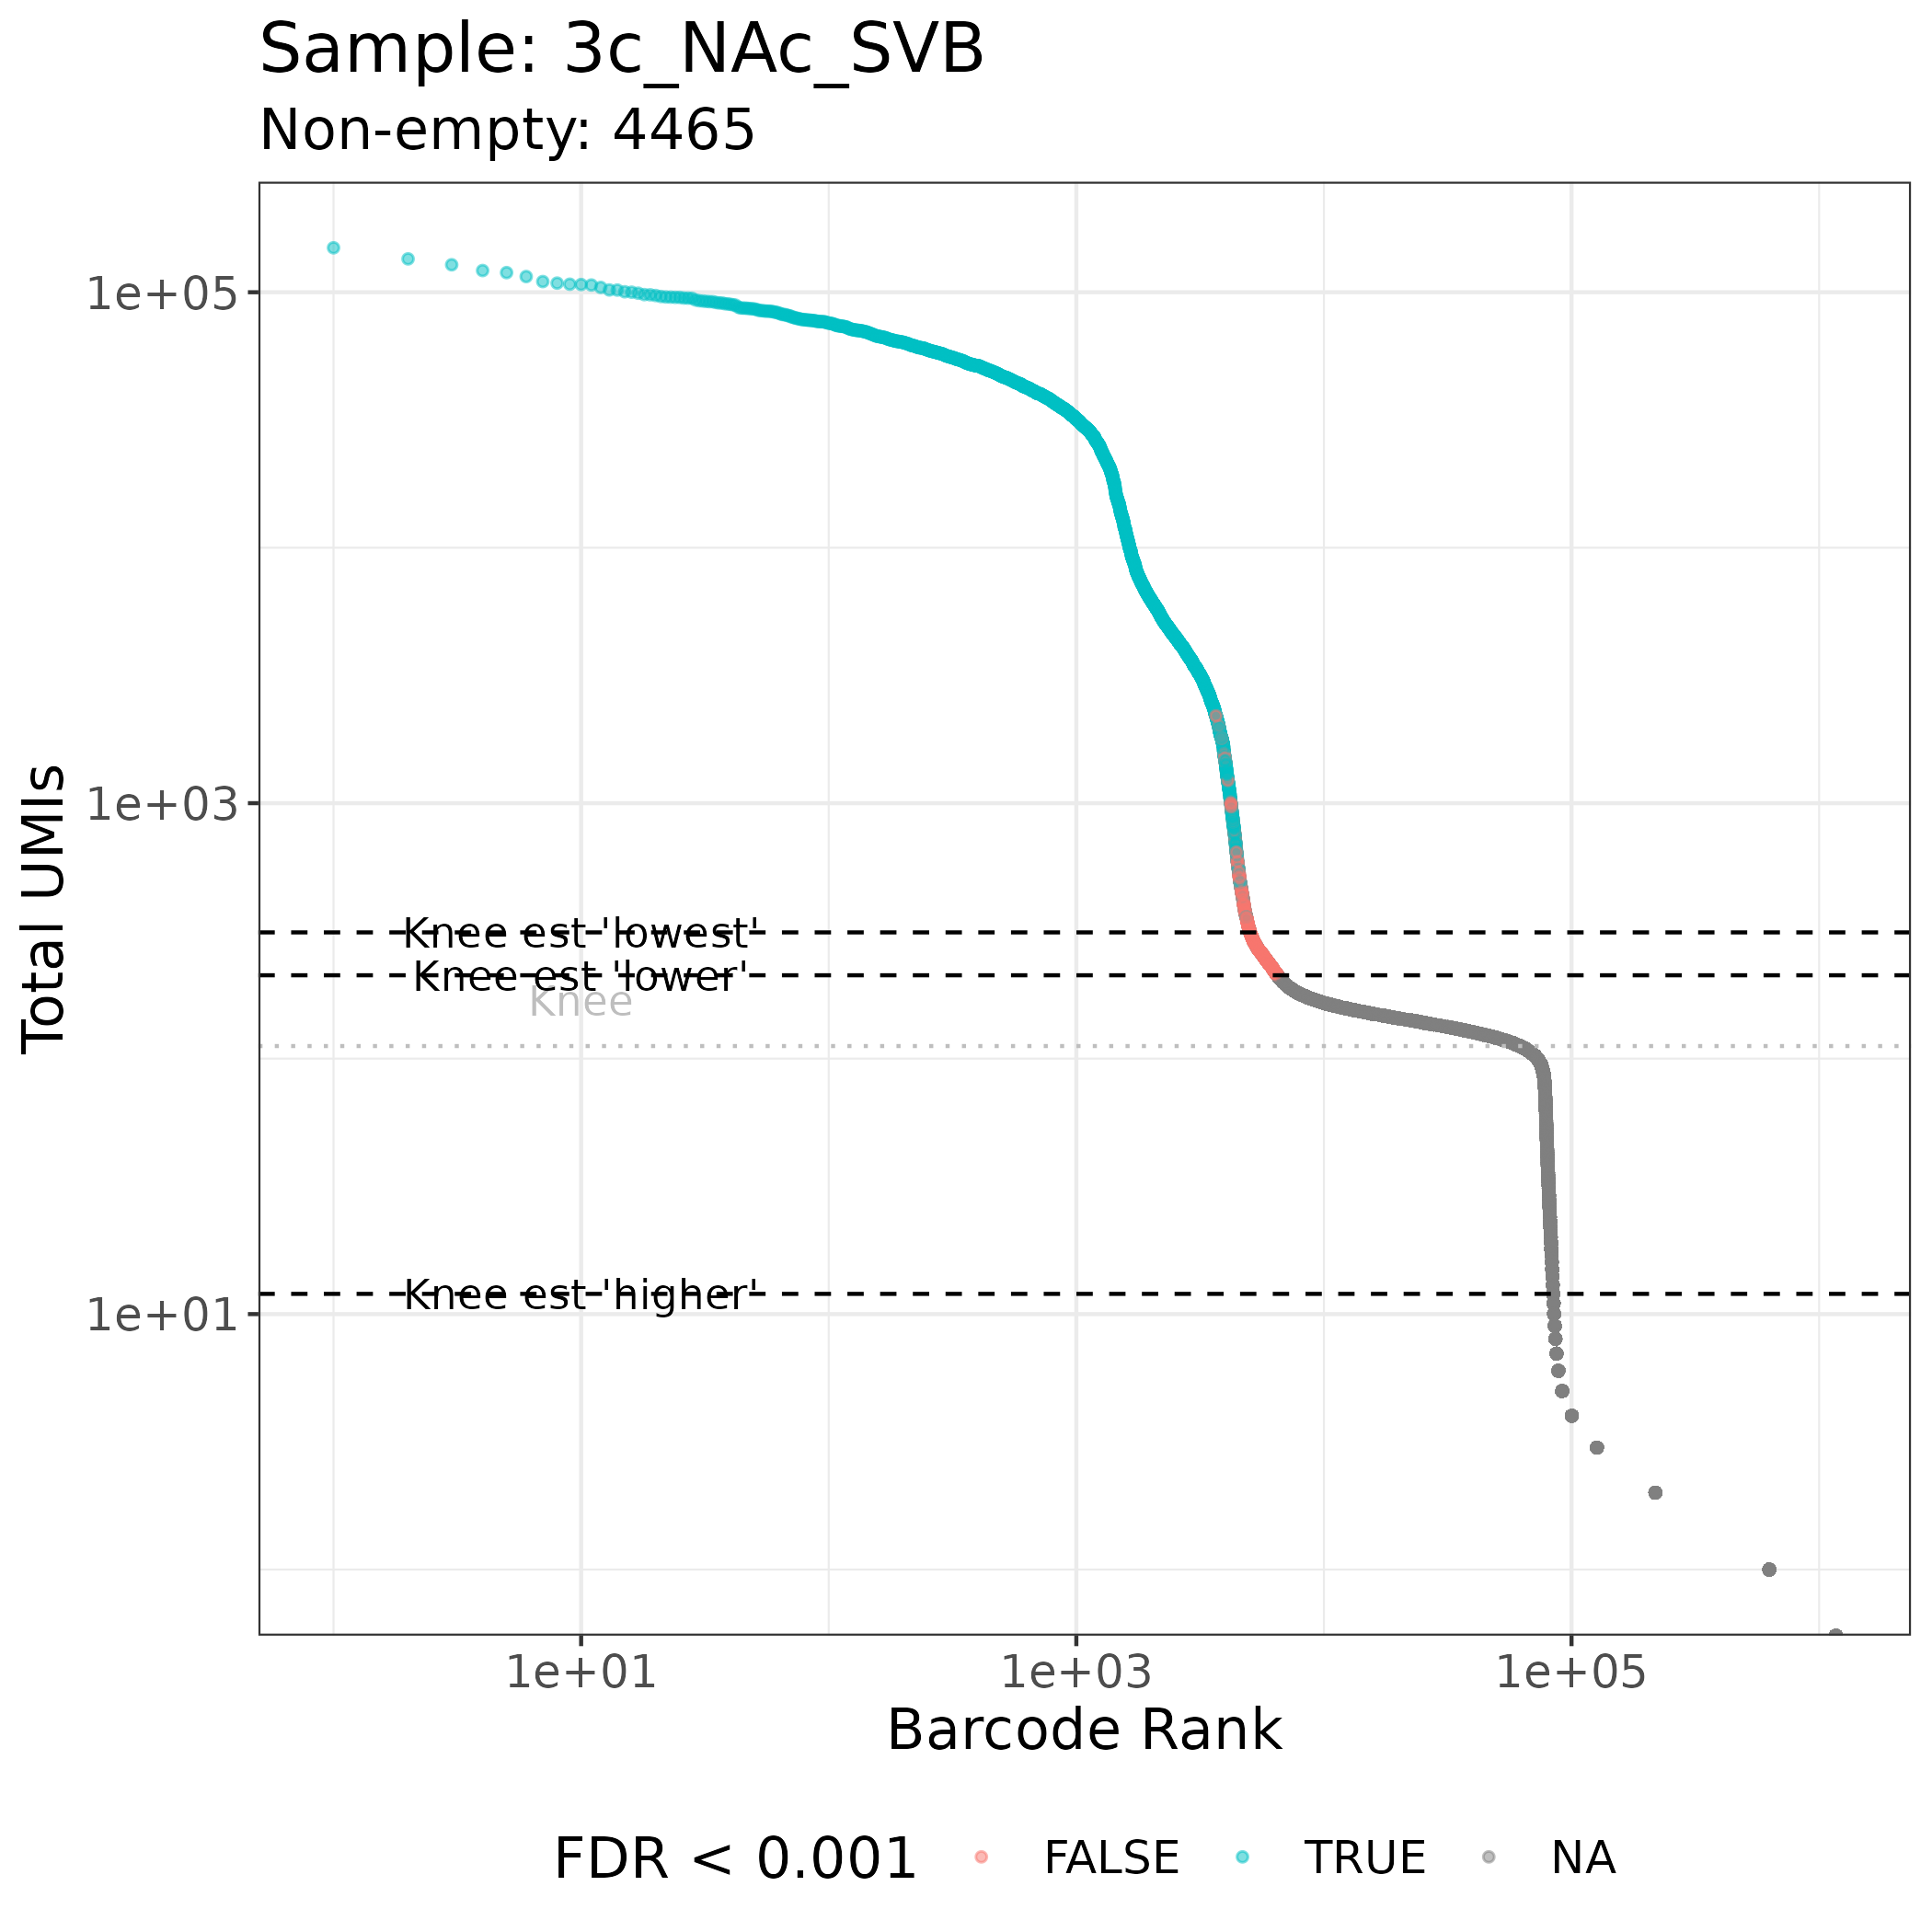 Sample: 3c_NAc_SVB
Non-empty: 4465
Total UMIs
1e+05
1e+03
Knee est 'lowest'
Knee est 'lower'
Knee
Knee est 'higher'
1e+01
1e+01 1e+03 1e+05
Barcode Rank
FDR < 0.001 FALSE TRUE NA